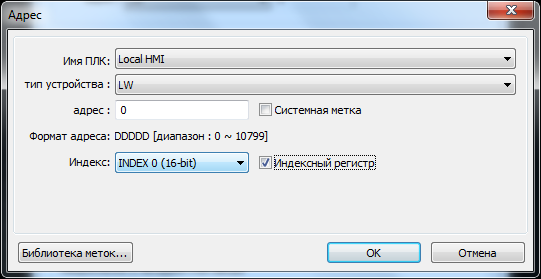 Адрес
Имя ПЛК: Local HMI
тип устройства : LW
адрес : 0 Системная метка
Формат адреса: DDDDD [диапазон : 0 ~ 10799]
Индекс: INDEX 0 (16-bit) Индексный регистр
Библиотека меток... OK Отмена